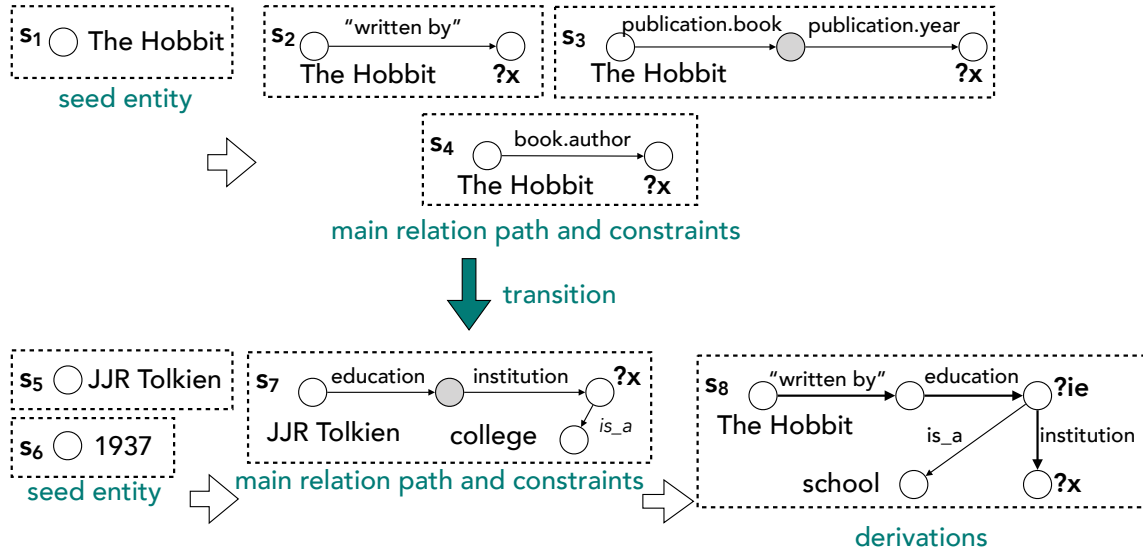 s1 The Hobbit
seed entity
s2 "written by"
The Hobbit ?x
s3 publication.book publication.year
The Hobbit ?x
s4 book.author
The Hobbit ?x
main relation path and constraints
transition
s5 JJR Tolkien
s6 1937
seed entity
s7 education institution ?x
JJR Tolkien college is_a
main relation path and constraints
s8 "written by" education ?ie
The Hobbit
is_a institution
school ?x
derivations